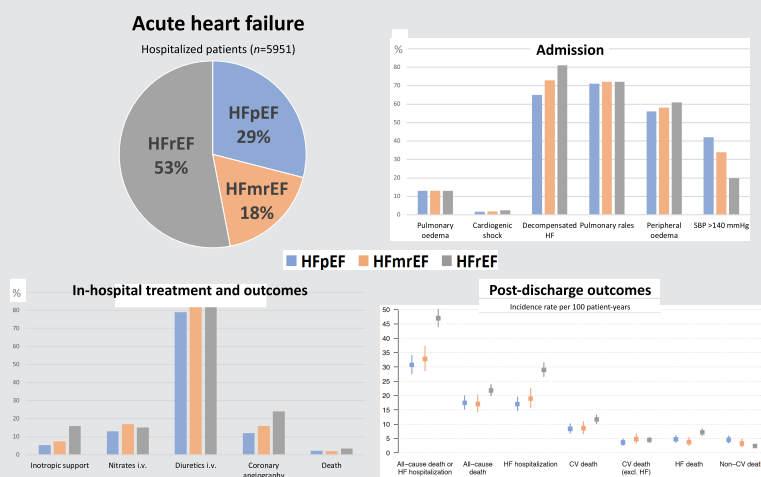 Acute heart failure
Hospitalized patients (n=5951)
HFpEF
29%
HFrEF
53%
HFmrEF
18%
Admission
%
80
70
60
50
40
30
20
10
0
Pulmonary oedema
Cardiogenic shock
Decompensated HF
Pulmonary rales
Peripheral oedema
SBP >140 mmHg
HFpEF HFmrEF HFrEF
In-hospital treatment and outcomes
%
80
70
60
50
40
30
20
10
0
Inotropic support
Nitrates i.v.
Diuretics i.v.
Coronary angiography
Death
Post-discharge outcomes
Incidence rate per 100 patient-years
50
45
40
35
30
25
20
15
10
5
0
All-cause death or HF hospitalization
All-cause death
HF hospitalization
CV death
CV death (excl. HF)
HF death
Non-CV deat